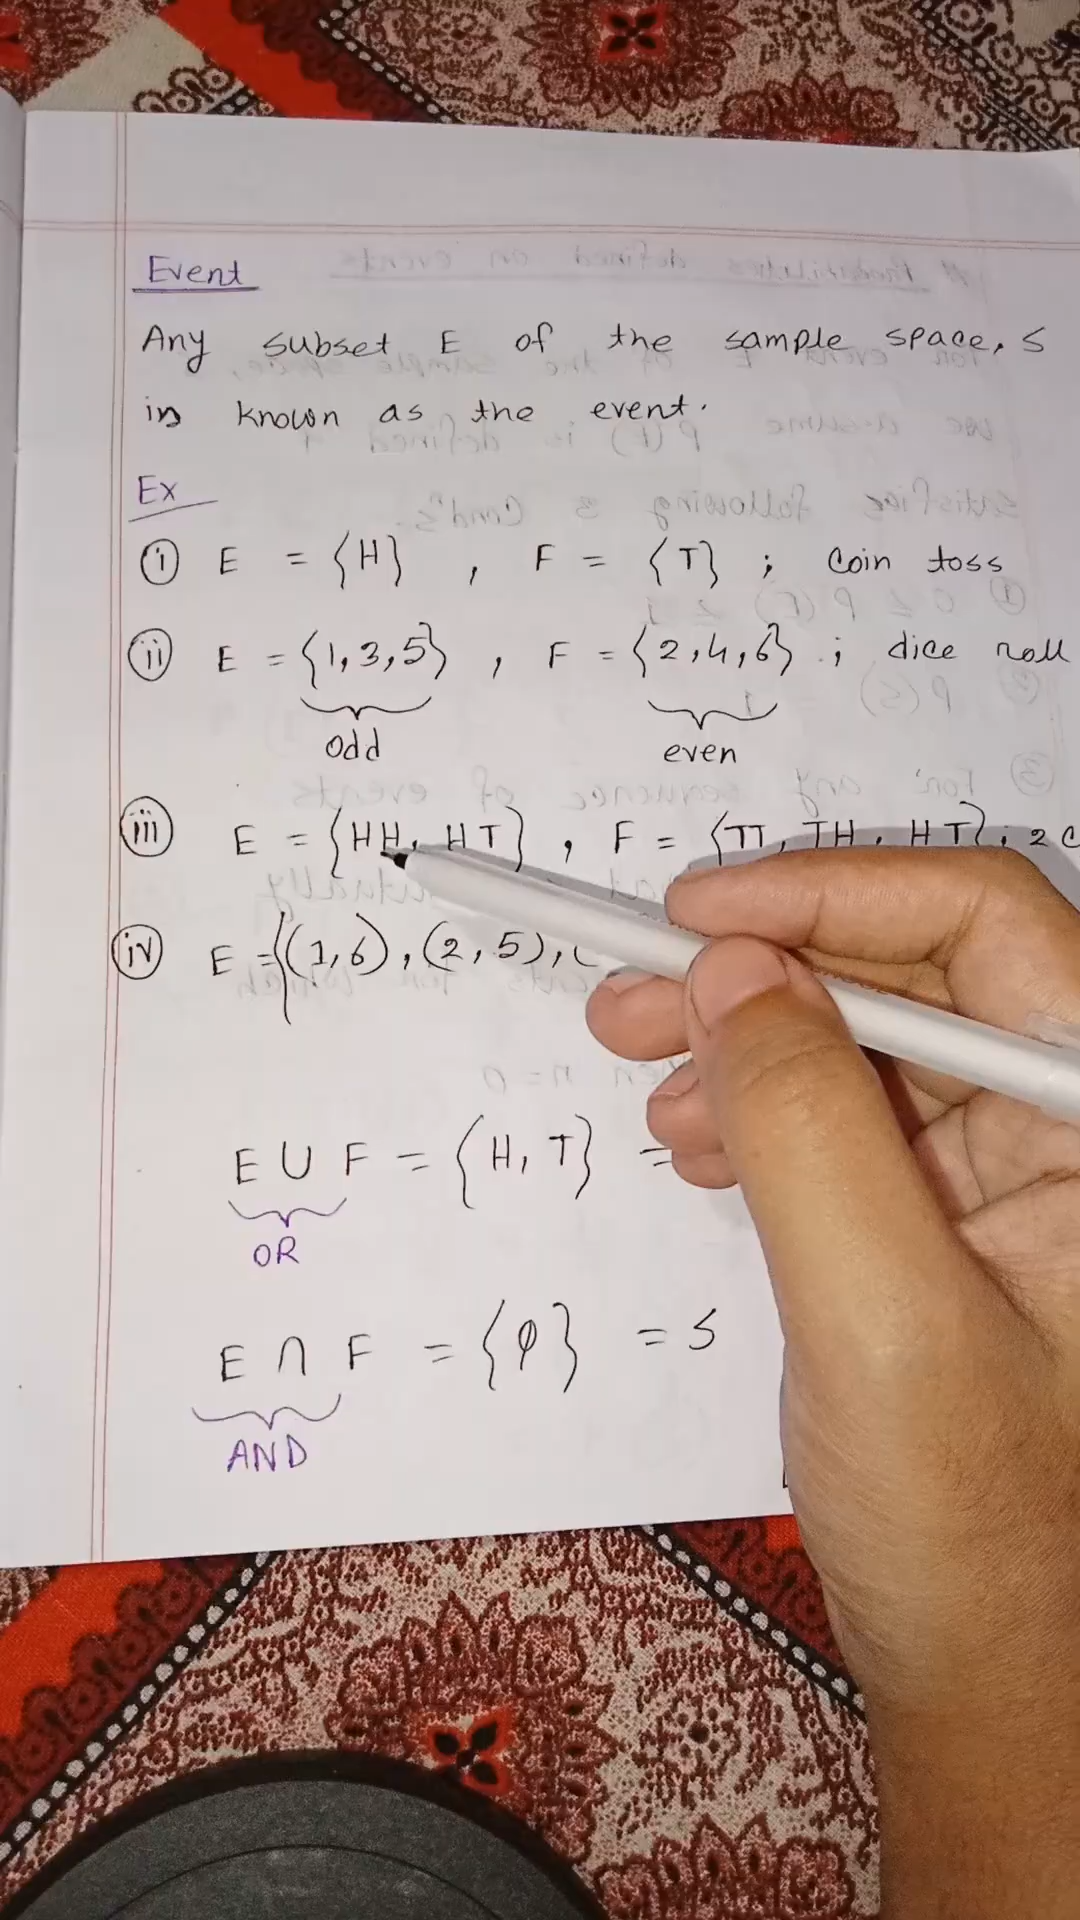 Event
Any subset E of the sample space, S
is known as the event.
Ex
(i) E = {H} , F = {T} ; Coin toss
(ii) E = {1,3,5} , F = {2,4,6} ; dice roll
odd even
(iii) E = {HH, HT} , F = {TT, TH, HT} ; 2 C
(iv) E = {(1,6), (2,5), (
E ∪ F = {H, T} =
OR
E ∩ F = {φ} = S
AND